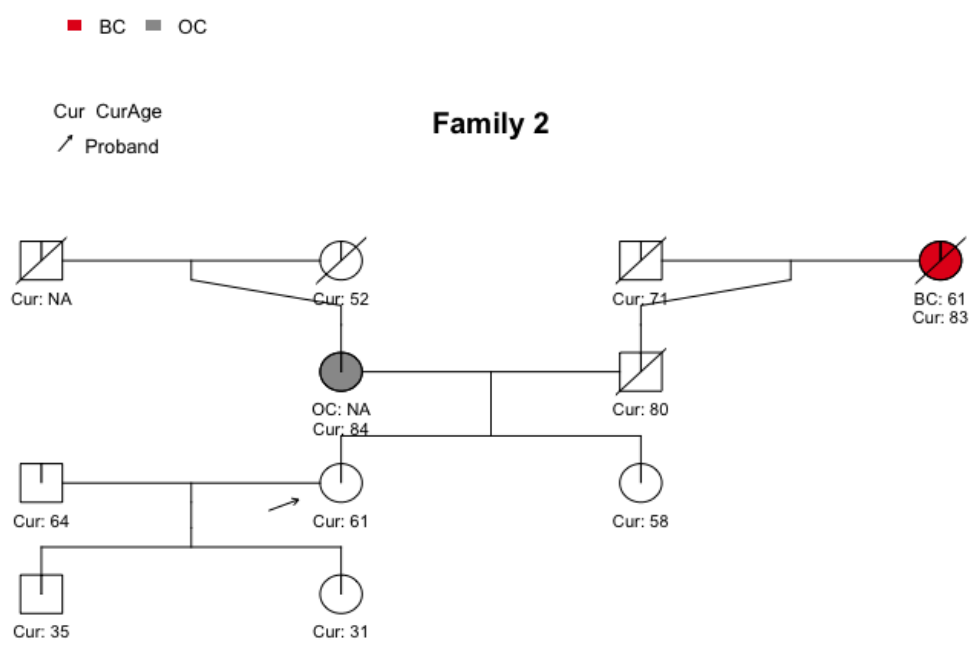 BC OC
Cur CurAge
Family 2
Proband
Cur: NA
Cur: 52
Cur: 71
BC: 61
Cur: 83
OC: NA
Cur: 84
Cur: 80
Cur: 64
Cur: 61
Cur: 58
Cur: 35
Cur: 31